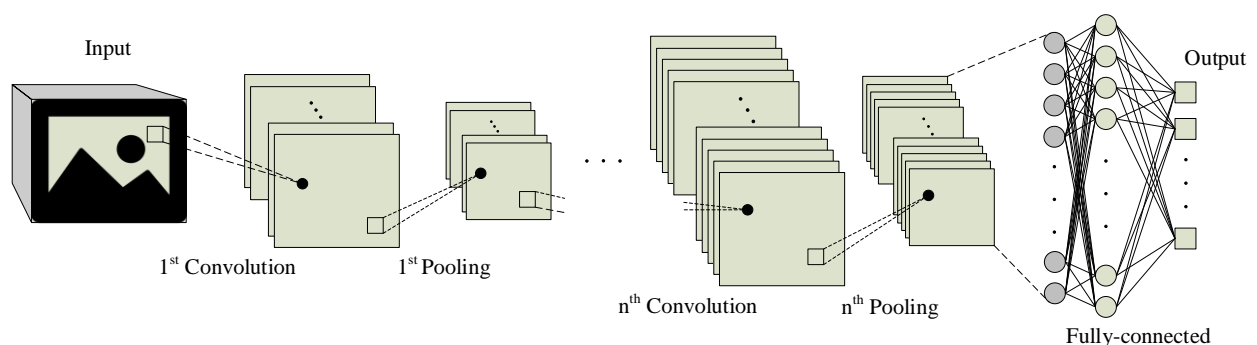 Input
Output
1st Convolution
1st Pooling
nth Convolution
nth Pooling
Fully-connected